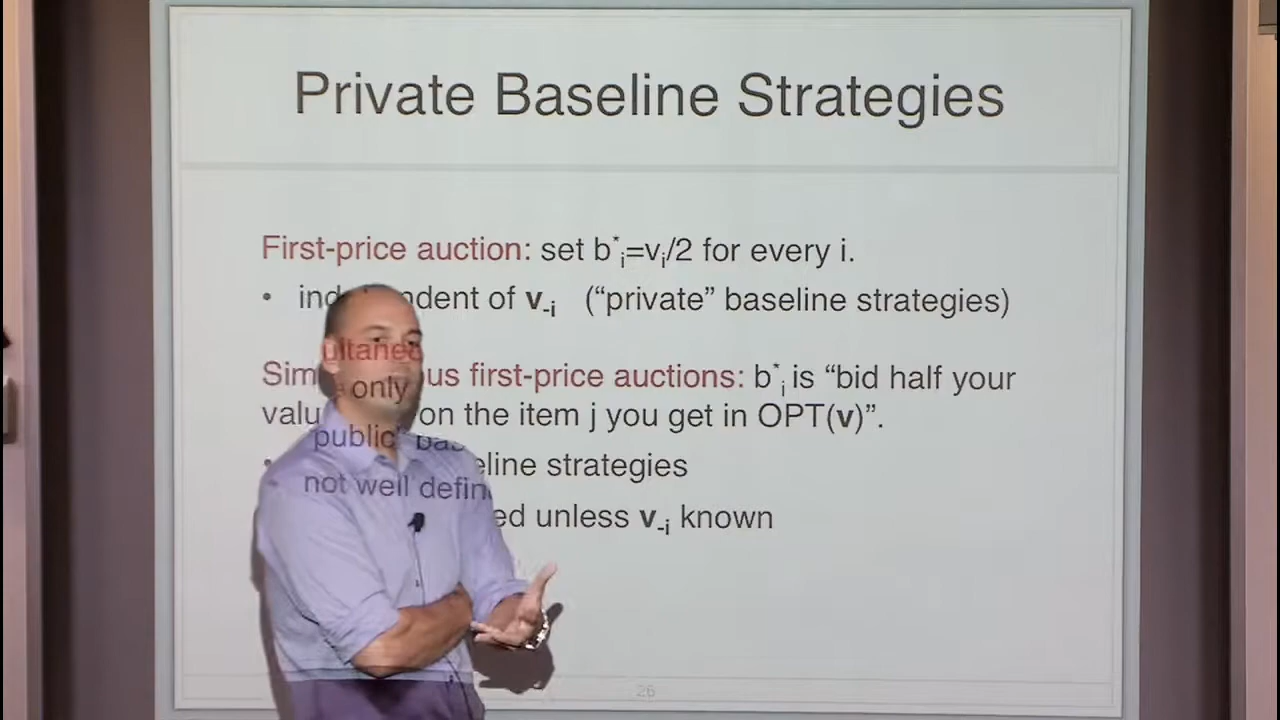 Private Baseline Strategies
First-price auction: set b*i=vi/2 for every i.
• independent of v-i (“private” baseline strategies)
Simultaneous first-price auctions: b*i is “bid half your
value only on the item j you get in OPT(v)”.
• “public” baseline strategies
not well defined unless v-i known
26